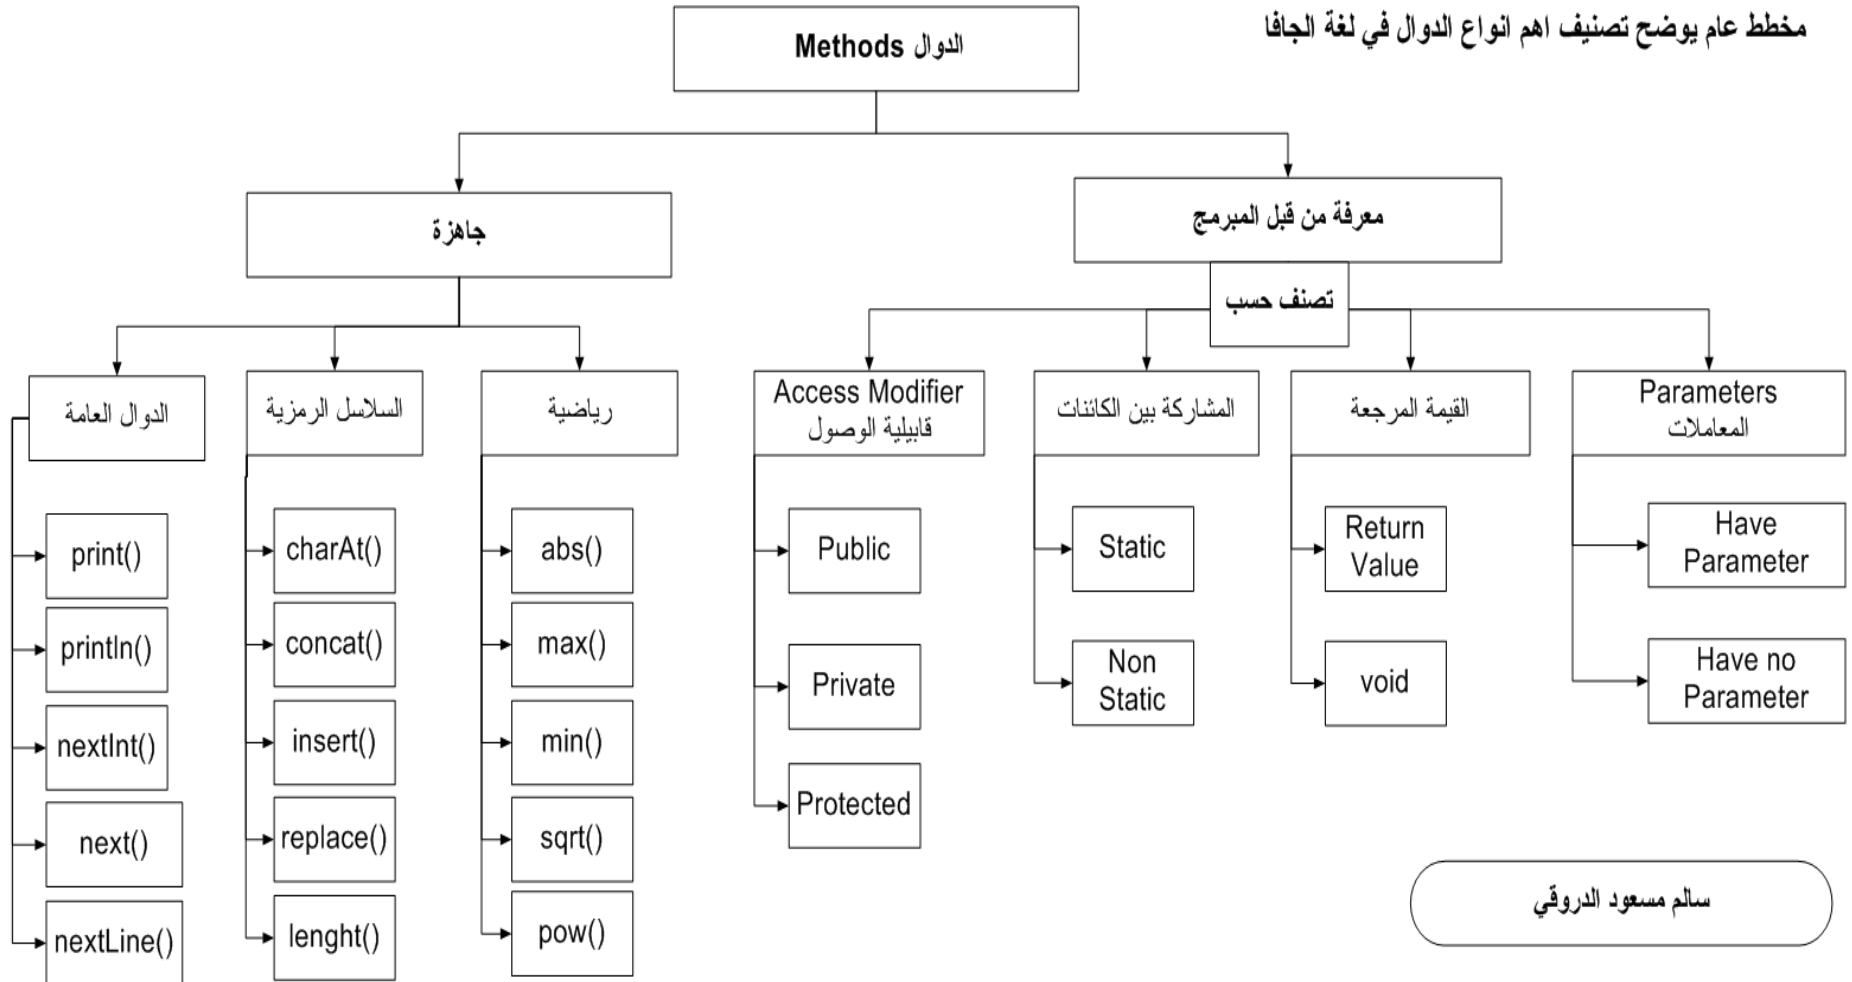 مخطط عام يوضح تصنيف اهم انواع الدوال في لغة الجافا
الدوال Methods
معرفة من قبل المبرمج
جاهزة
تصنف حسب
Parameters
المعاملات
Have
Parameter
Have no
Parameter
القيمة المرجعة
Return
Value
void
المشاركة بين الكائنات
Static
Non
Static
Access Modifier
قابيلية الوصول
Public
Private
Protected
رياضية
abs()
max()
min()
sqrt()
pow()
السلاسل الرمزية
charAt()
concat()
insert()
replace()
lenght()
الدوال العامة
print()
println()
nextInt()
next()
nextLine()
سالم مسعود الدروقي